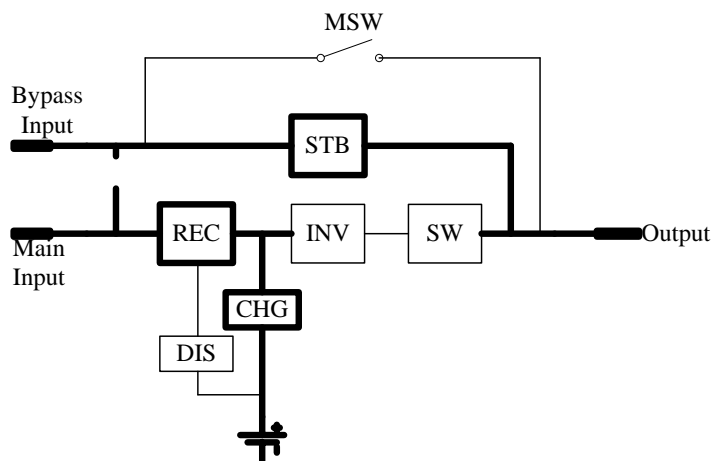 MSW
Bypass
Input
STB
REC
INV
SW
Output
Main
Input
CHG
DIS